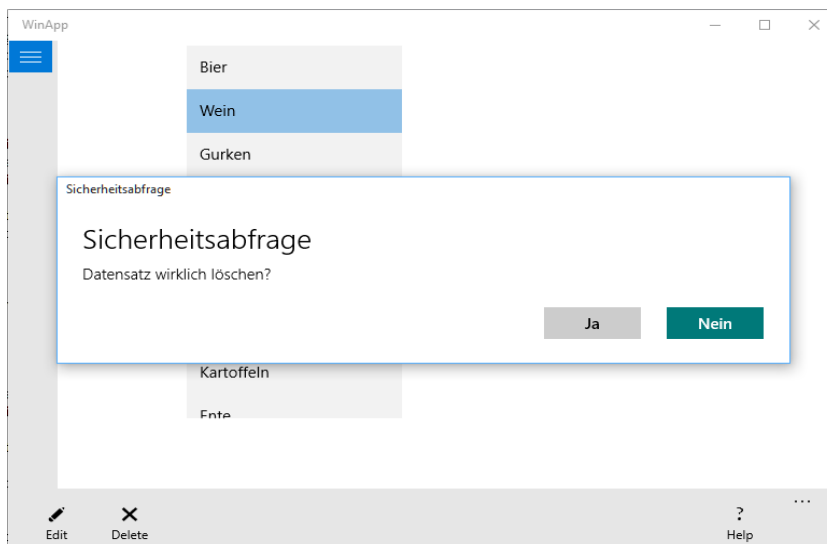 WinApp
Bier
Wein
Gurken
Sicherheitsabfrage
Sicherheitsabfrage
Datensatz wirklich löschen?
Ja Nein
Kartoffeln
Ente
...
? 
Edit Delete Help